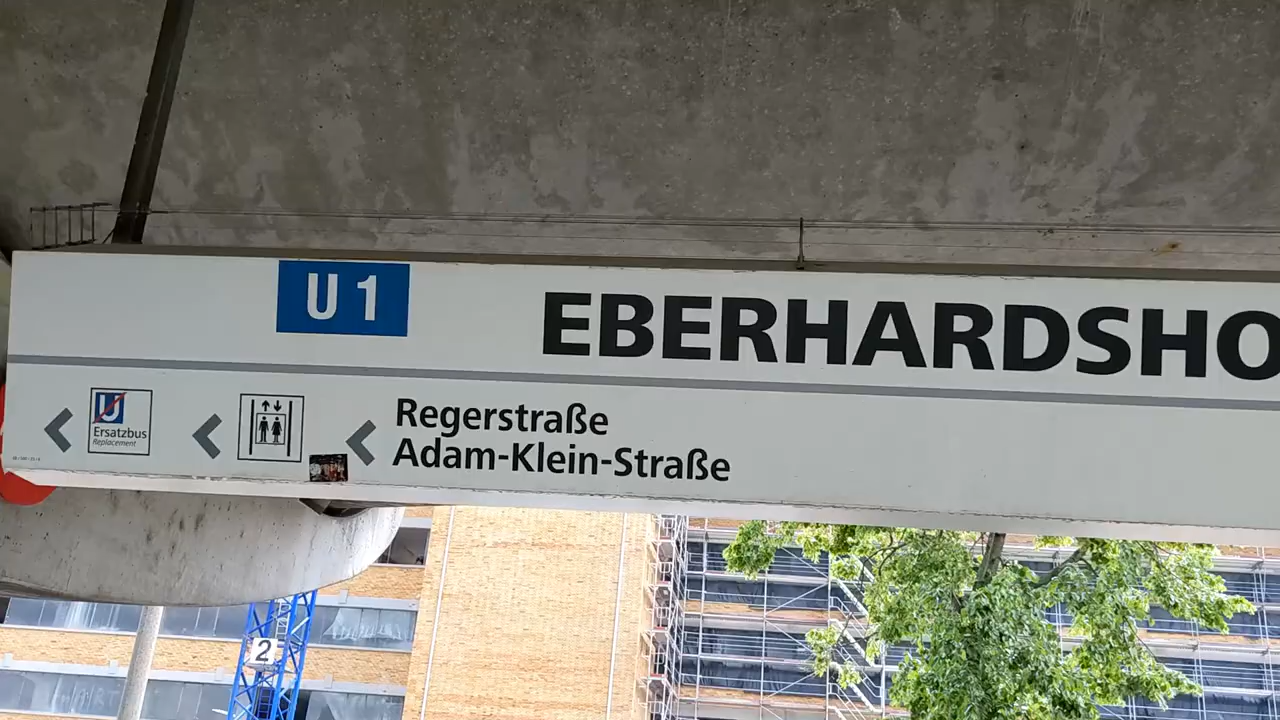 U1
EBERHARDSHO
U
Ersatzbus
Replacement
Regerstraße
Adam-Klein-Straße
2